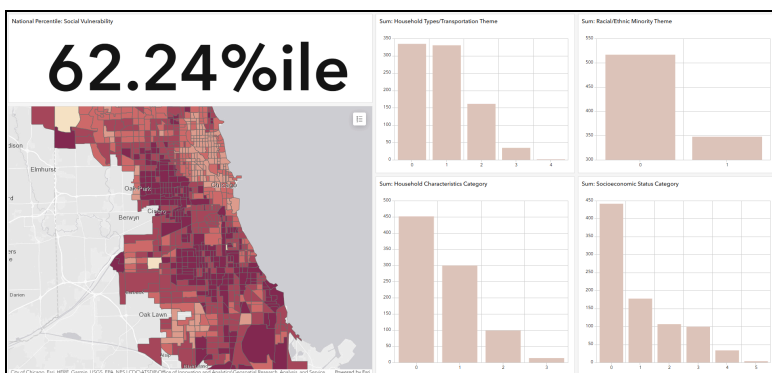 National Percentile: Social Vulnerability
62.24%ile
Elmhurst
Oak Park
Chicago
Cicero
Berwyn
Darien
Oak Lawn
Powered by Esri
Sum: Household Types/Transportation Theme
350
300
250
200
150
100
50
0
0 1 2 3 4
Sum: Racial/Ethnic Minority Theme
550
500
450
400
350
300
0 1
Sum: Household Characteristics Category
500
450
400
350
300
250
200
150
100
50
0
0 1 2 3
Sum: Socioeconomic Status Category
450
400
350
300
250
200
150
100
50
0
0 1 2 3 4 5